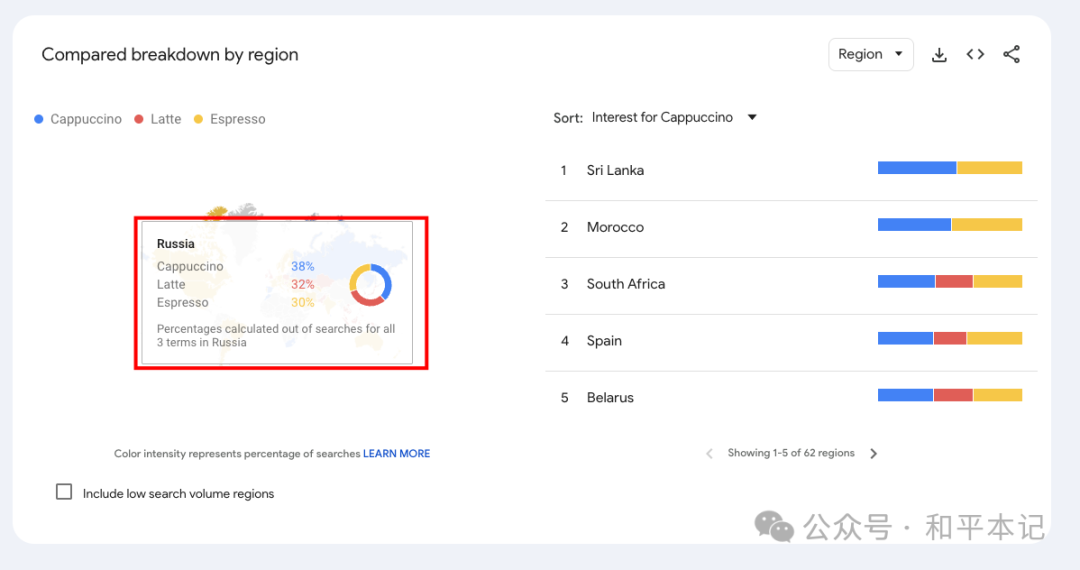 Compared breakdown by region
Region
Cappuccino
Latte
Espresso
Sort: Interest for Cappuccino
Russia
Cappuccino 38%
Latte 32%
Espresso 30%
Percentages calculated out of searches for all
3 terms in Russia
1 Sri Lanka
2 Morocco
3 South Africa
4 Spain
5 Belarus
Color intensity represents percentage of searches LEARN MORE
Showing 1-5 of 62 regions
Include low search volume regions
公众号 · 和平本记